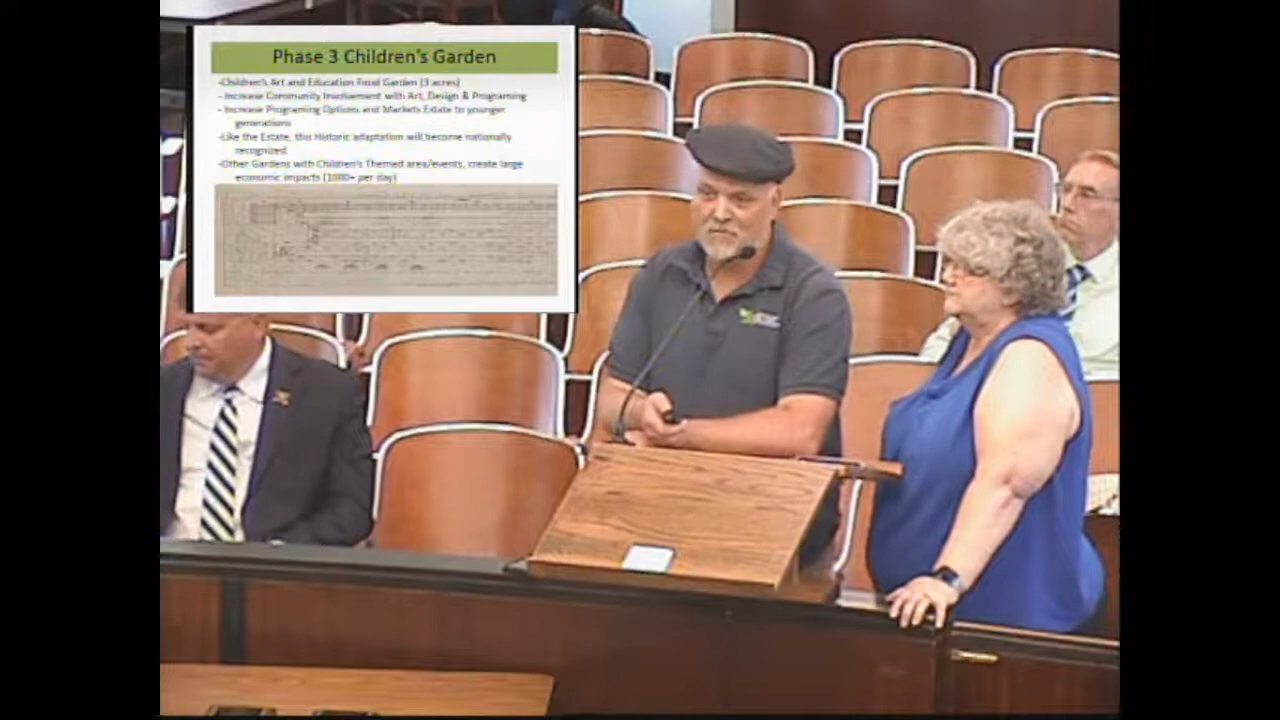 Phase 3 Children's Garden
-Children's Art and Education Food Garden (3 acres)
- Increase Community Involvement with Art, Design & Programing
- Increase Programing Options and Markets Estate to younger
generations
-Like the Estate, this Historic adaptation will become nationally
recognized.
-Other Gardens with Children's Themed area/events, create large
economic impacts (1000+ per day)